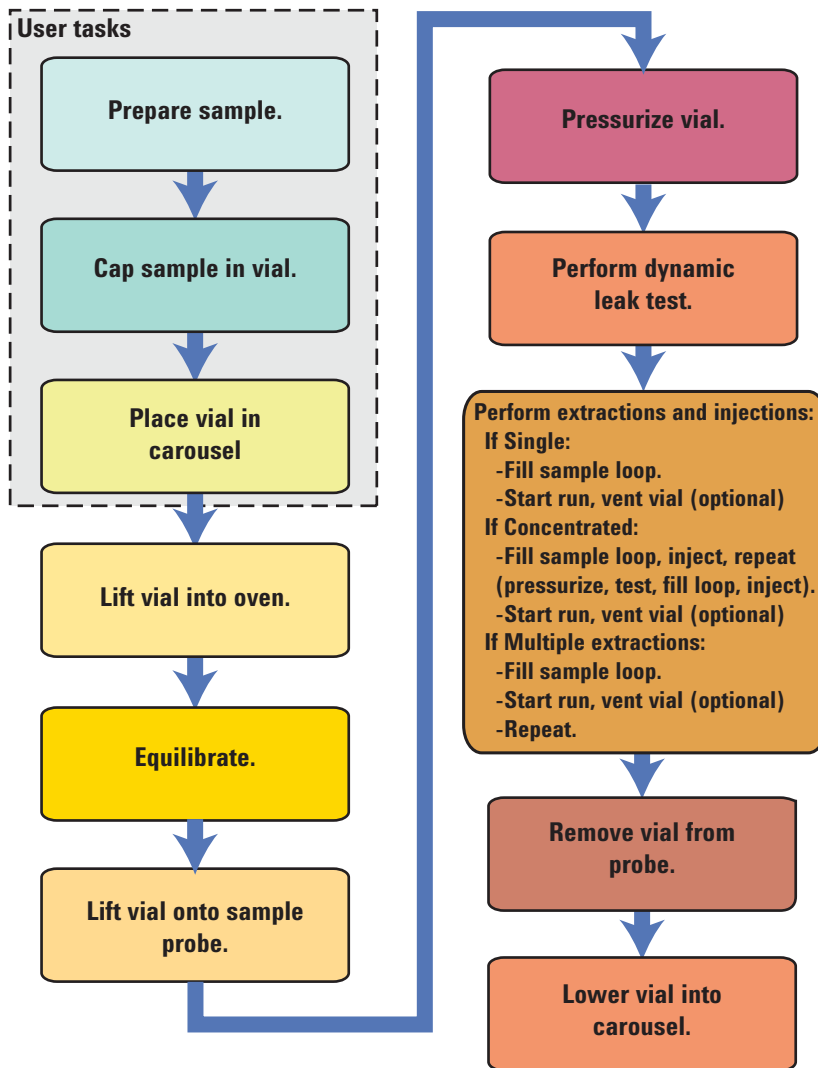 User tasks
Prepare sample.
Cap sample in vial.
Place vial in
carousel
Lift vial into oven.
Equilibrate.
Lift vial onto sample
probe.
Pressurize vial.
Perform dynamic
leak test.
Perform extractions and injections:
If Single:
-Fill sample loop.
-Start run, vent vial (optional)
If Concentrated:
-Fill sample loop, inject, repeat
(pressurize, test, fill loop, inject).
-Start run, vent vial (optional)
If Multiple extractions:
-Fill sample loop.
-Start run, vent vial (optional)
-Repeat.
Remove vial from
probe.
Lower vial into
carousel.